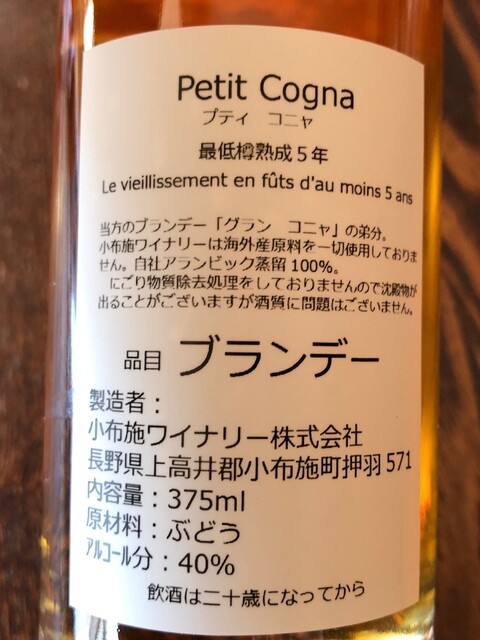 Petit Cogna
プティ　コニャ
最低樽熟成５年
Le vieillissement en fûts d'au moins 5 ans
当方のブランデー「グラン　コニャ」の弟分。
小布施ワイナリーは海外産原料を一切使用しておりま
せん。自社アランビック蒸留 100%。
　にごり物質除去処理をしておりませんので沈殿物が
出ることがございますが酒質に問題はございません。
品目 ブランデー
製造者：
小布施ワイナリー株式会社
長野県上高井郡小布施町押羽 571
内容量：375ml
原材料：ぶどう
ｱﾙｺｰﾙ分：40%
飲酒は二十歳になってから